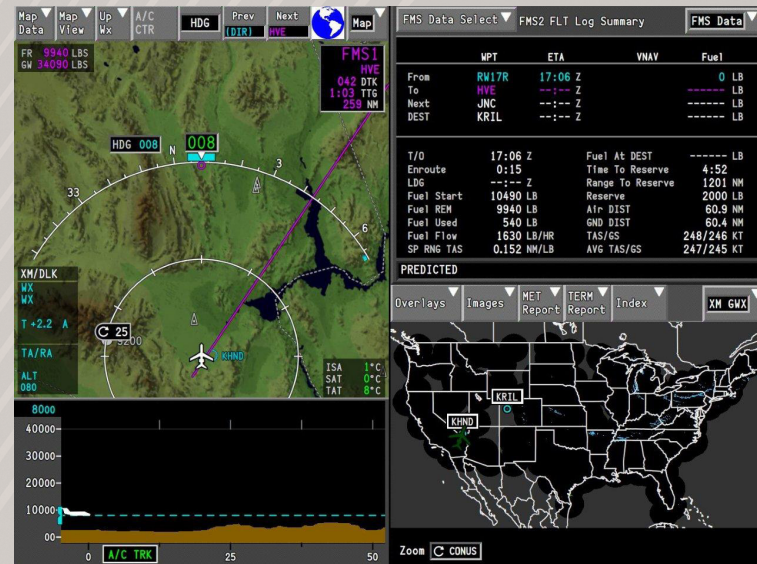 Map Data
Map View
Up Wx
A/C CTR
HDG
Prev (DIR)
Next HVE
Map
FR 9940 LBS
GW 34090 LBS
FMS1
HVE
042 DTK
1:03 TTG
259 NM
HDG 008
008
N
3
33
6
XM/DLK
WX
WX
T +2.2 A
TA/RA
ALT
080
25
5200
KHND
ISA 1°C
SAT 0°C
TAT 8°C
8000
40000
30000
20000
10000
00
0
A/C TRK
25
50
FMS Data Select
FMS2 FLT Log Summary
FMS Data
WPT ETA VNAV Fuel
From RW17R 17:06 Z 0 LB
To HVE --:-- Z ------ LB
Next JNC --:-- Z ------ LB
DEST KRIL --:-- Z ------ LB
T/O 17:06 Z Fuel At DEST ------ LB
Enroute 0:15 Time To Reserve 4:52
LDG --:-- Z Range To Reserve 1201 NM
Fuel Start 10490 LB Reserve 2000 LB
Fuel REM 9940 LB Air DIST 60.9 NM
Fuel Used 540 LB GND DIST 60.4 NM
Fuel Flow 1630 LB/HR TAS/GS 248/246 KT
SP RNG TAS 0.152 NM/LB AVG TAS/GS 247/245 KT
PREDICTED
Overlays
Images
MET Report
TERM Report
Index
XM GWX
KRIL
KHND
Zoom CONUS